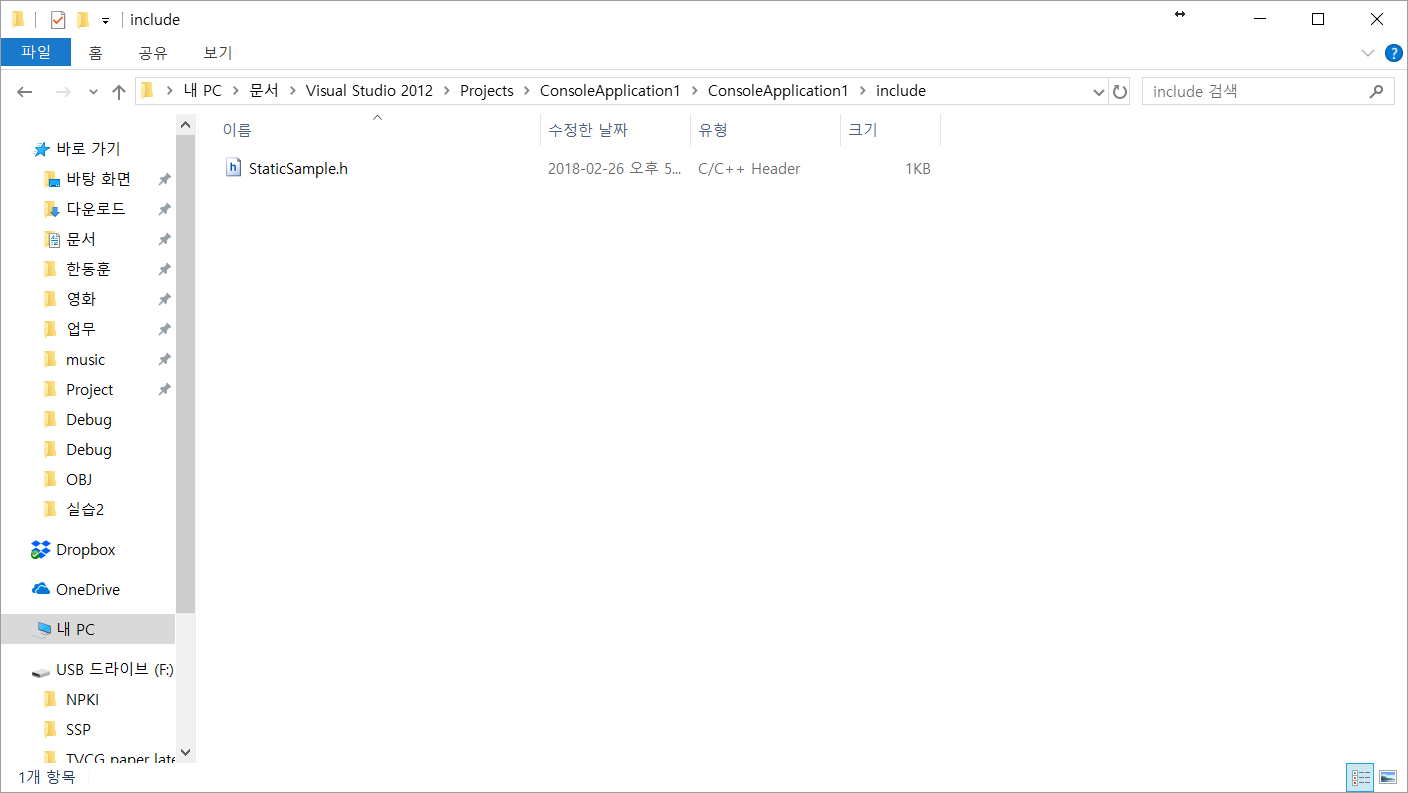 include
파일 홈 공유 보기
내 PC 문서 Visual Studio 2012 Projects ConsoleApplication1 ConsoleApplication1 include
include 검색
이름 수정한 날짜 유형 크기
StaticSample.h 2018-02-26 오후 5... C/C++ Header 1KB
바로 가기
바탕 화면
다운로드
문서
한동훈
영화
업무
music
Project
Debug
Debug
OBJ
실습2
Dropbox
OneDrive
내 PC
USB 드라이브 (F:)
NPKI
SSP
TVCG paper late
1개 항목